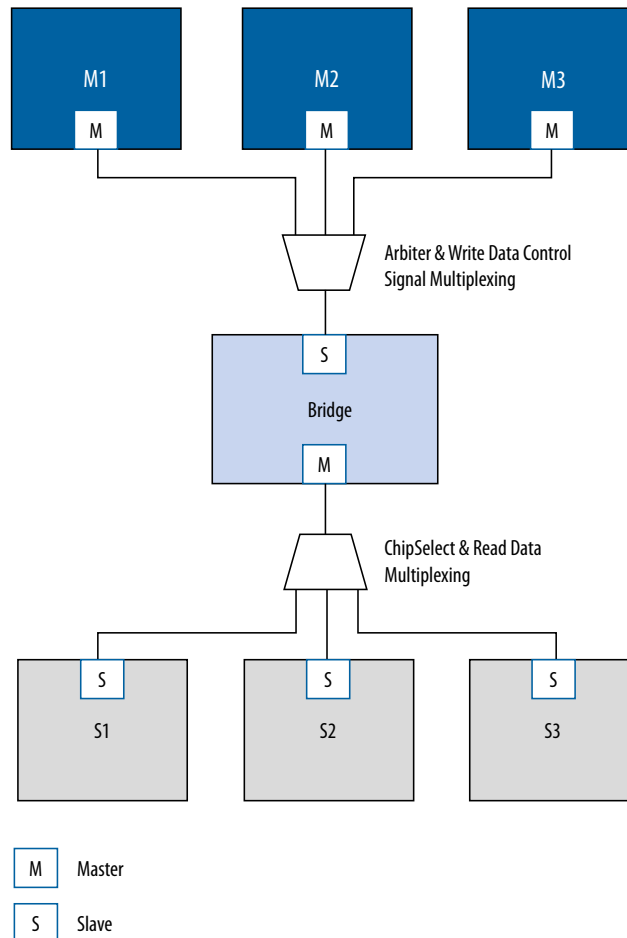 M1
M2
M3
M
M
M
Arbiter & Write Data Control
Signal Multiplexing
S
Bridge
M
ChipSelect & Read Data
Multiplexing
S
S
S
S1
S2
S3
M
Master
S
Slave